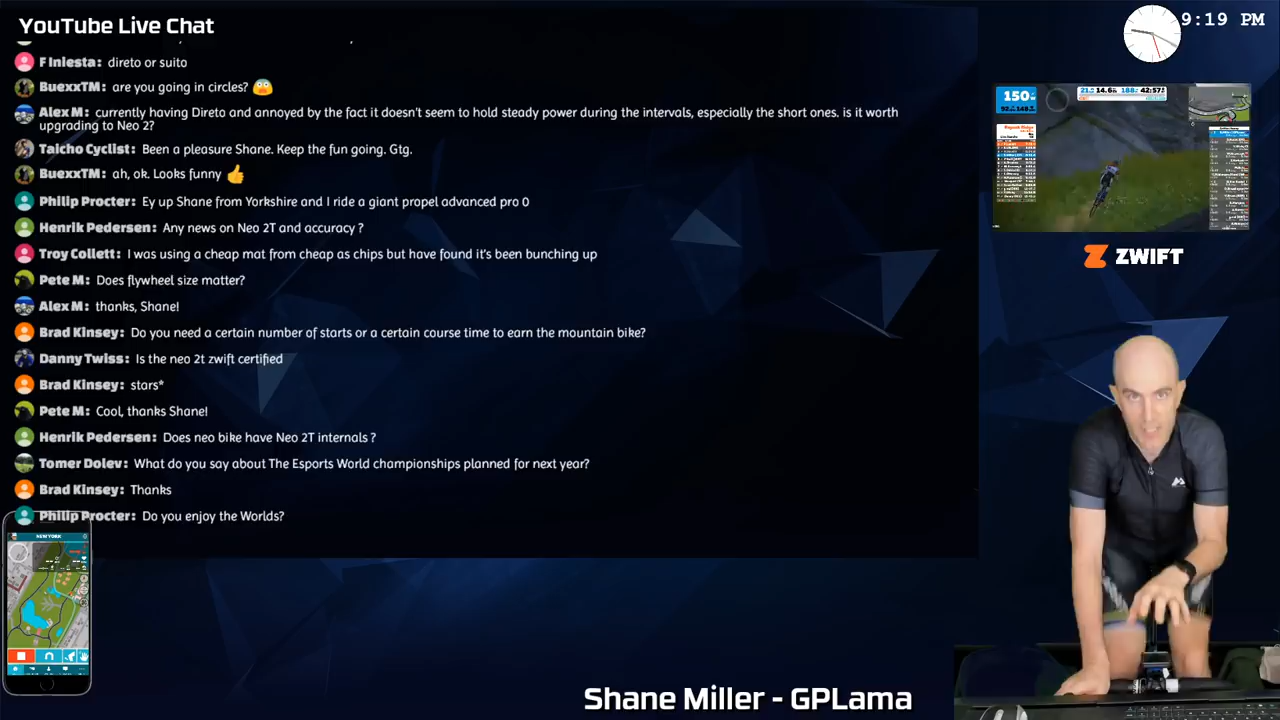 YouTube Live Chat
9:19 PM
F Iniesta: direto or suito
BuexxTM: are you going in circles? 😨
Alex M: currently having Direto and annoyed with the fact it doesn't seem to hold steady power during the intervals, especially the short ones. is it worth
upgrading to Neo 2?
Taicho Cyclist: Been a pleasure Shane. Keep the fun going. Gtg.
BuexxTM: ah, ok. Looks funny 👍
Philip Procter: Ey up Shane from Yorkshire and I ride a giant propel advanced pro 0
Henrik Pedersen: Any news on Neo 2T and accuracy ?
Troy Collett: I was using a cheap mat from cheap as chips but have found it's been bunching up
Pete M: Does flywheel size matter?
Alex M: thanks, Shane!
Brad Kinsey: Do you need a certain number of starts or a certain course time to earn the mountain bike?
Danny Twiss: Is the neo 2t zwift certified
Brad Kinsey: stars*
Pete M: Cool, thanks Shane!
Henrik Pedersen: Does neo bike have Neo 2T internals ?
Tomer Dolev: What do you say about The Esports World championships planned for next year?
Brad Kinsey: Thanks
Philip Procter: Do you enjoy the Worlds?
150
14.6
188
42:57
ZWIFT
NEW YORK
Shane Miller - GPLama